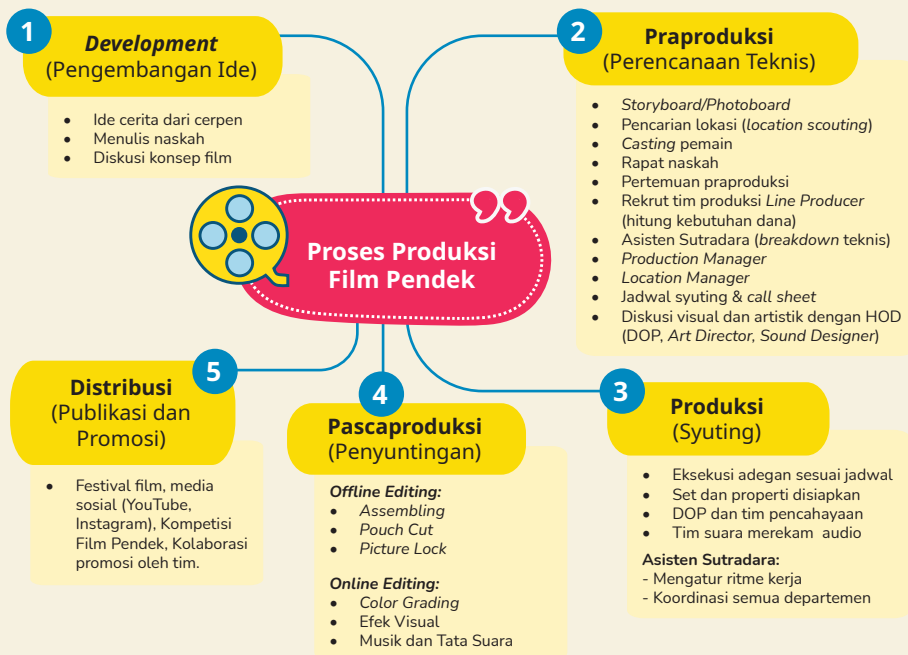 Proses Produksi
Film Pendek
1
Development
(Pengembangan Ide)
• Ide cerita dari cerpen
• Menulis naskah
• Diskusi konsep film
2
Praproduksi
(Perencanaan Teknis)
• Storyboard/Photoboard
• Pencarian lokasi (location scouting)
• Casting pemain
• Rapat naskah
• Pertemuan praproduksi
• Rekrut tim produksi Line Producer
(hitung kebutuhan dana)
• Asisten Sutradara (breakdown teknis)
• Production Manager
• Location Manager
• Jadwal syuting & call sheet
• Diskusi visual dan artistik dengan HOD
(DOP, Art Director, Sound Designer)
3
Produksi
(Syuting)
• Eksekusi adegan sesuai jadwal
• Set dan properti disiapkan
• DOP dan tim pencahayaan
• Tim suara merekam audio
Asisten Sutradara:
- Mengatur ritme kerja
- Koordinasi semua departemen
4
Pascaproduksi
(Penyuntingan)
Offline Editing:
• Assembling
• Pouch Cut
• Picture Lock
Online Editing:
• Color Grading
• Efek Visual
• Musik dan Tata Suara
5
Distribusi
(Publikasi dan
Promosi)
• Festival film, media
sosial (YouTube,
Instagram), Kompetisi
Film Pendek, Kolaborasi
promosi oleh tim.